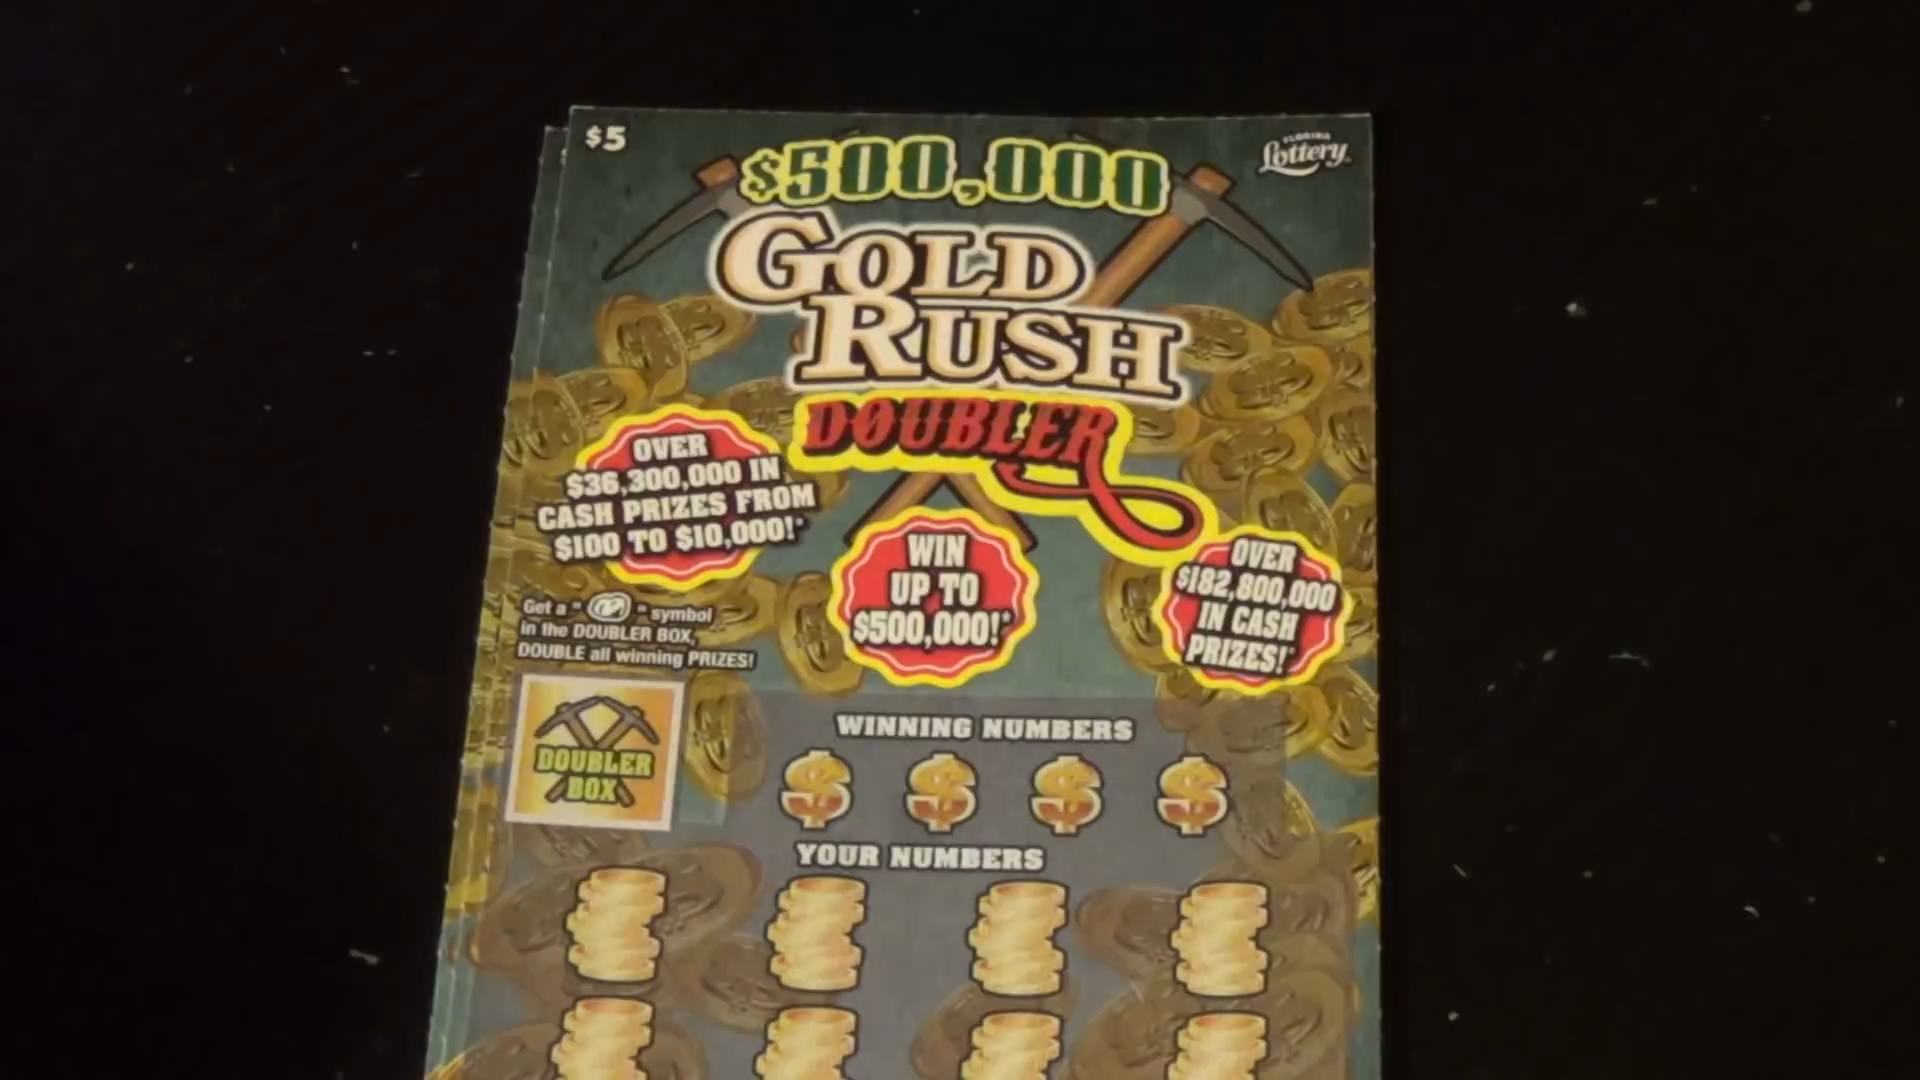 $5
FLORIDA
Lottery
$500,000
GOLD
RUSH
DOUBLER
OVER
$36,300,000 IN
CASH PRIZES FROM
$100 TO $10,000!*
WIN
UP TO
$500,000!*
OVER
$182,800,000
IN CASH
PRIZES!*
Get a " " symbol
in the DOUBLER BOX,
DOUBLE all winning PRIZES!
DOUBLER
BOX
WINNING NUMBERS
$ $ $ $
YOUR NUMBERS